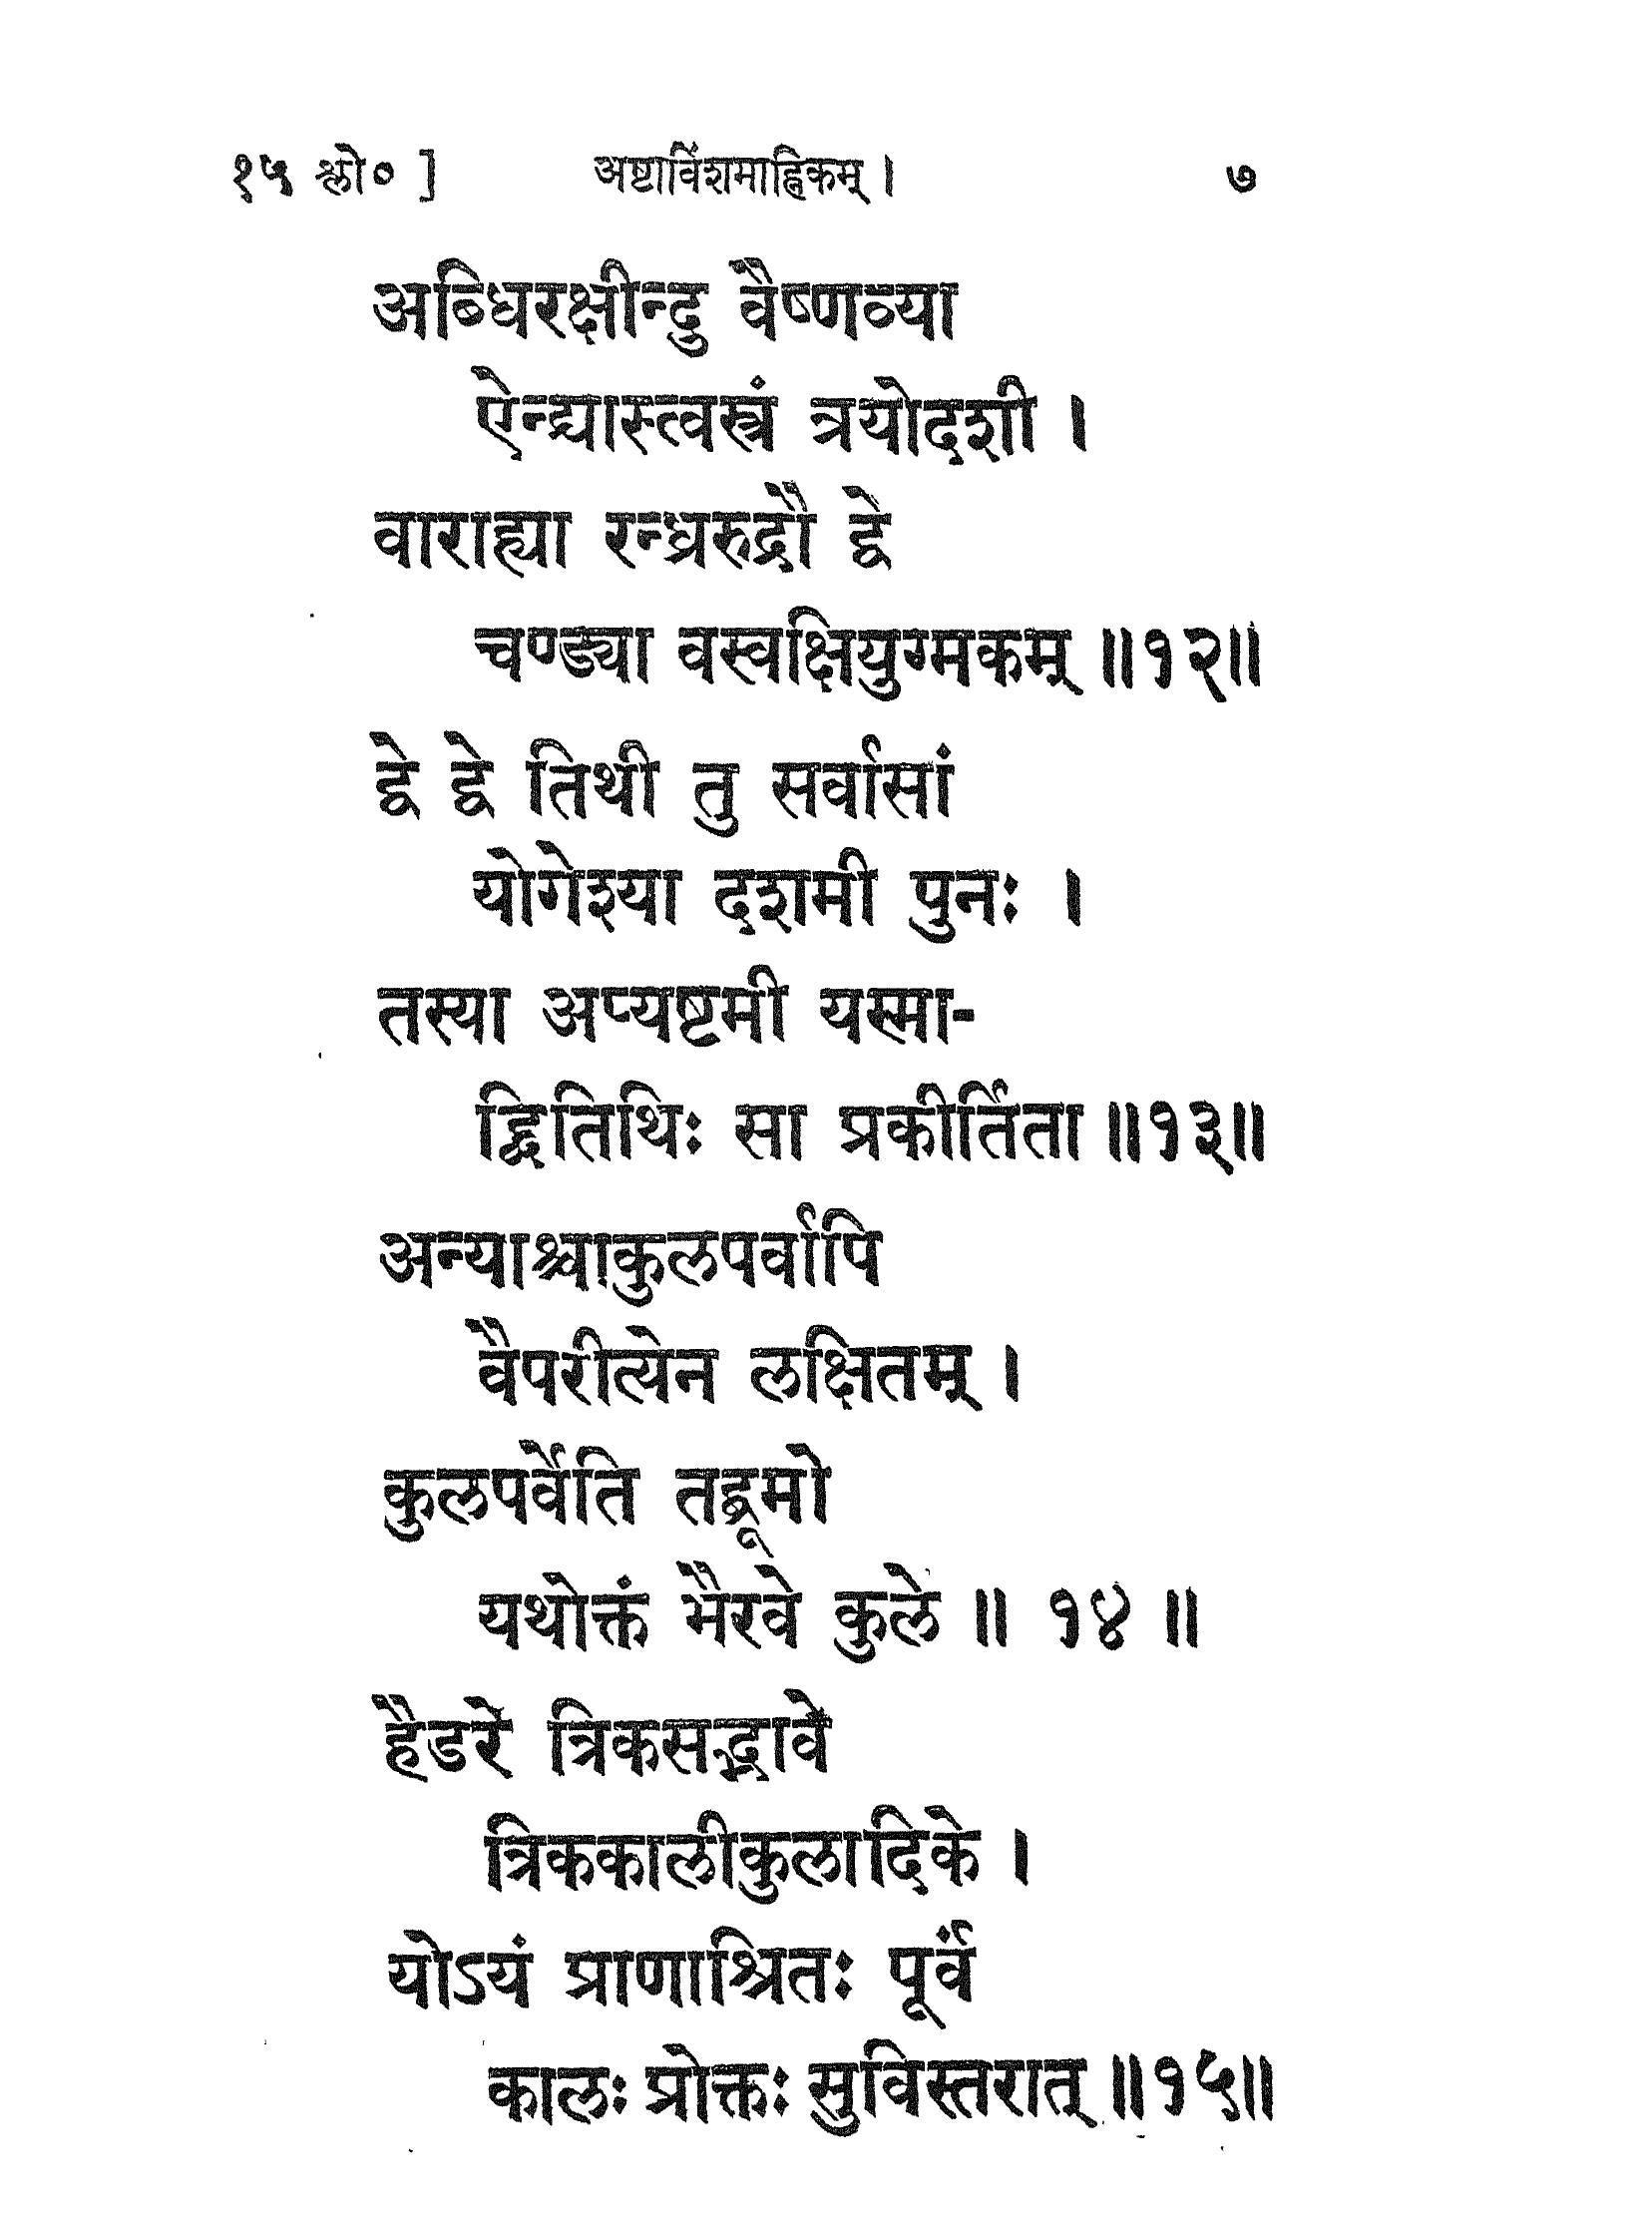 १५ श्लो० ] अष्टाविंशमाह्निकम् । ७
अब्धिरक्षीन्दु वैष्णव्या
ऐन्द्र्यास्त्वस्त्रं त्रयोदशी ।
वाराह्या रन्ध्ररुद्रौ द्वे
चण्ड्या वस्वक्षियुग्मकम् ॥१२॥
द्वे द्वे तिथी तु सर्वासां
योगेश्या दशमी पुनः ।
तस्या अप्यष्टमी यस्मा-
द्द्वितिथिः सा प्रकीर्तिता ॥१३॥
अन्याश्चाकुलपर्वापि
वैपरीत्येन लक्षितम् ।
कुलपर्वेति तद्ब्रूमो
यथोक्तं भैरवे कुले ॥ १४ ॥
हैडरे त्रिकसद्भावे
त्रिककालीकुलादिके ।
योऽयं प्राणाश्रितः पूर्वं
कालः प्रोक्तः सुविस्तरात् ॥१५॥